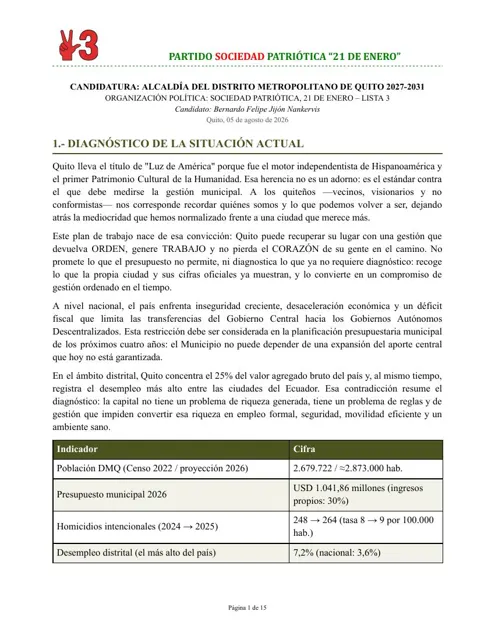 3
PARTIDO SOCIEDAD PATRIÓTICA “21 DE ENERO”
CANDIDATURA: ALCALDÍA DEL DISTRITO METROPOLITANO DE QUITO 2027-2031
ORGANIZACIÓN POLÍTICA: SOCIEDAD PATRIÓTICA, 21 DE ENERO – LISTA 3
Candidato: Bernardo Felipe Jijón Nankervis
Quito, 05 de agosto de 2026
1.- DIAGNÓSTICO DE LA SITUACIÓN ACTUAL
Quito lleva el título de "Luz de América" porque fue el motor independentista de Hispanoamérica y
el primer Patrimonio Cultural de la Humanidad. Esa herencia no es un adorno: es el estándar contra
el que debe medirse la gestión municipal. A los quiteños —vecinos, visionarios y no
conformistas— nos corresponde recordar quiénes somos y lo que podemos volver a ser, dejando
atrás la mediocridad que hemos normalizado frente a una ciudad que merece más.
Este plan de trabajo nace de esa convicción: Quito puede recuperar su lugar con una gestión que
devuelva ORDEN, genere TRABAJO y no pierda el CORAZÓN de su gente en el camino. No
promete lo que el presupuesto no permite, ni diagnostica lo que ya no requiere diagnóstico: recoge
lo que la propia ciudad y sus cifras oficiales ya muestran, y lo convierte en un compromiso de
gestión ordenado en el tiempo.
A nivel nacional, el país enfrenta inseguridad creciente, desaceleración económica y un déficit
fiscal que limita las transferencias del Gobierno Central hacia los Gobiernos Autónomos
Descentralizados. Esta restricción debe ser considerada en la planificación presupuestaria municipal
de los próximos cuatro años: el Municipio no puede depender de una expansión del aporte central
que hoy no está garantizada.
En el ámbito distrital, Quito concentra el 25% del valor agregado bruto del país y, al mismo tiempo,
registra el desempleo más alto entre las ciudades del Ecuador. Esa contradicción resume el
diagnóstico: la capital no tiene un problema de riqueza generada, tiene un problema de reglas y de
gestión que impiden convertir esa riqueza en empleo formal, seguridad, movilidad eficiente y un
ambiente sano.
Indicador Cifra
Población DMQ (Censo 2022 / proyección 2026) 2.679.722 / ≈2.873.000 hab.
Presupuesto municipal 2026 USD 1.041,86 millones (ingresos
propios: 30%)
Homicidios intencionales (2024 → 2025) 248 → 264 (tasa 8 → 9 por 100.000
hab.)
Desempleo distrital (el más alto del país) 7,2% (nacional: 3,6%)
Página 1 de 15